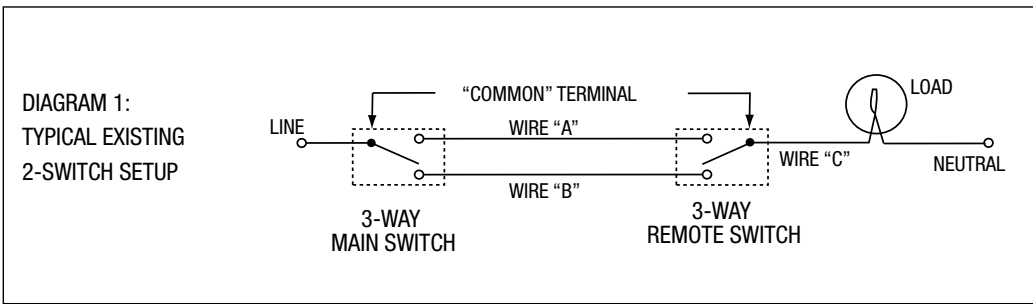 DIAGRAM 1:
TYPICAL EXISTING
2-SWITCH SETUP
LINE
“COMMON” TERMINAL
WIRE “A”
WIRE “B”
3-WAY
MAIN SWITCH
3-WAY
REMOTE SWITCH
WIRE “C”
LOAD
NEUTRAL